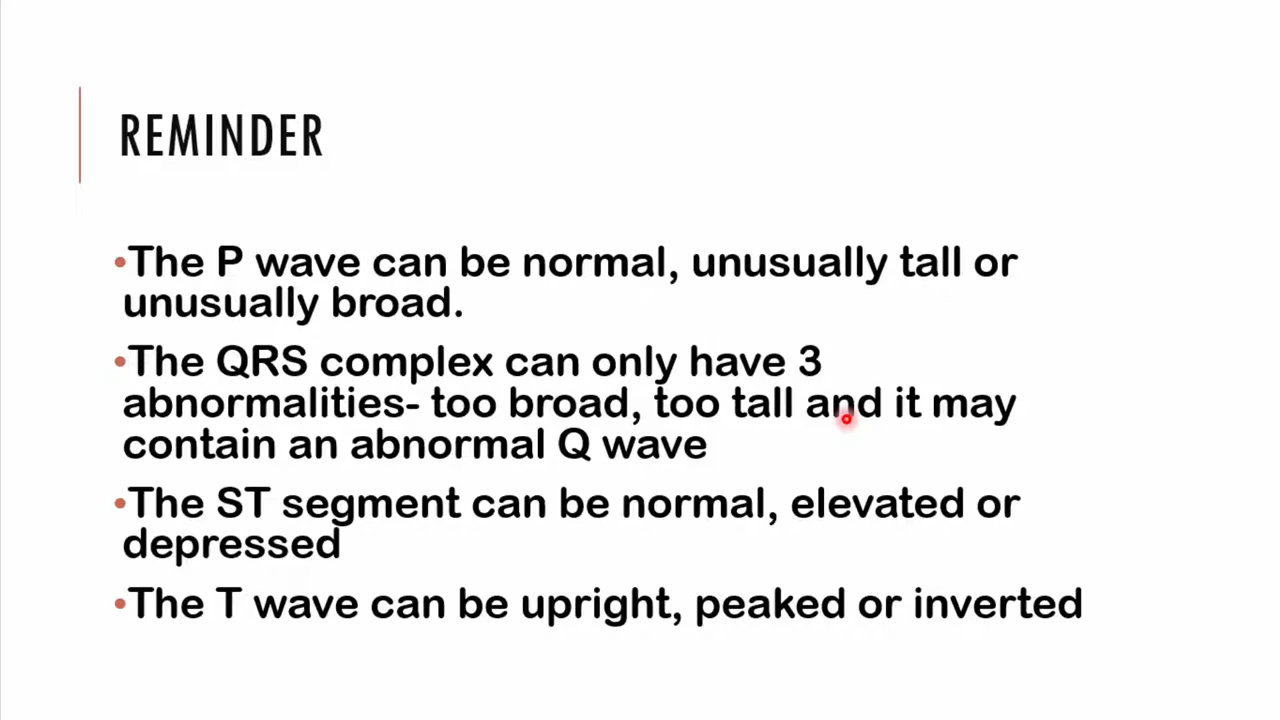 REMINDER
•The P wave can be normal, unusually tall or
unusually broad.
•The QRS complex can only have 3
abnormalities- too broad, too tall and it may
contain an abnormal Q wave
•The ST segment can be normal, elevated or
depressed
•The T wave can be upright, peaked or inverted